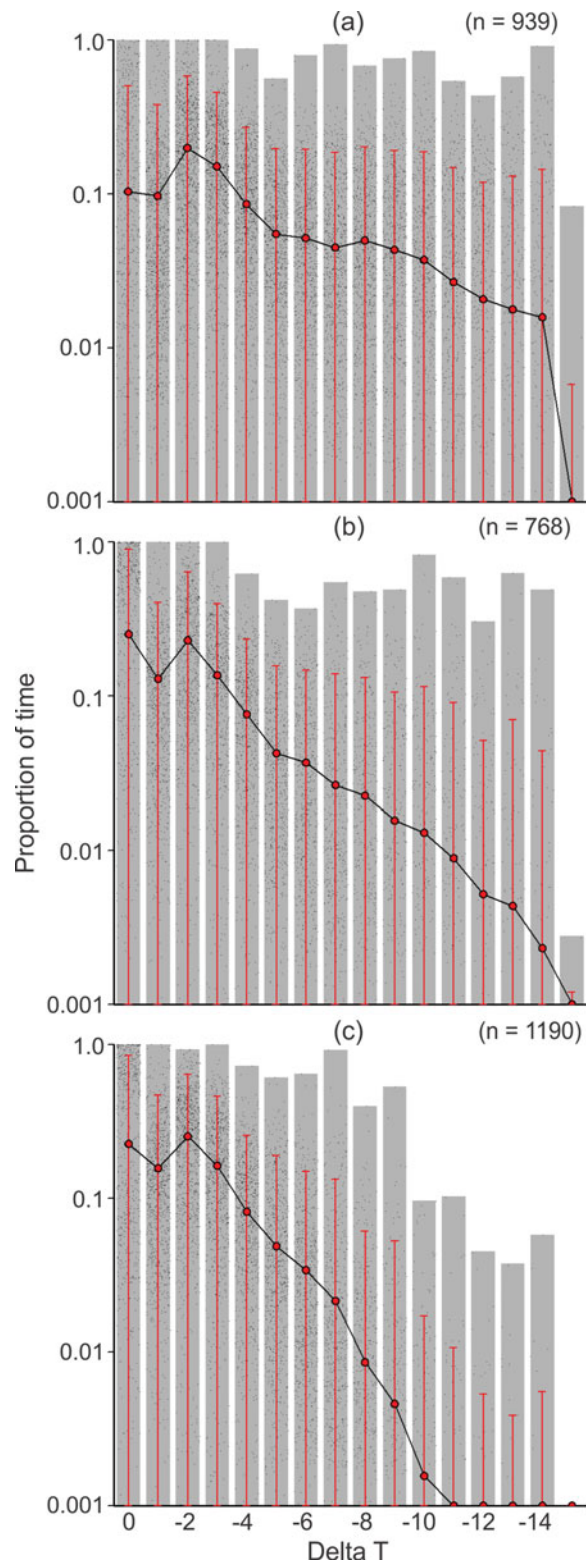 (a) (n = 939)
1.0
0.1
0.01
0.001
(b) (n = 768)
1.0
0.1
0.01
0.001
Proportion of time
(c) (n = 1190)
1.0
0.1
0.01
0.001
0 -2 -4 -6 -8 -10 -12 -14
Delta T